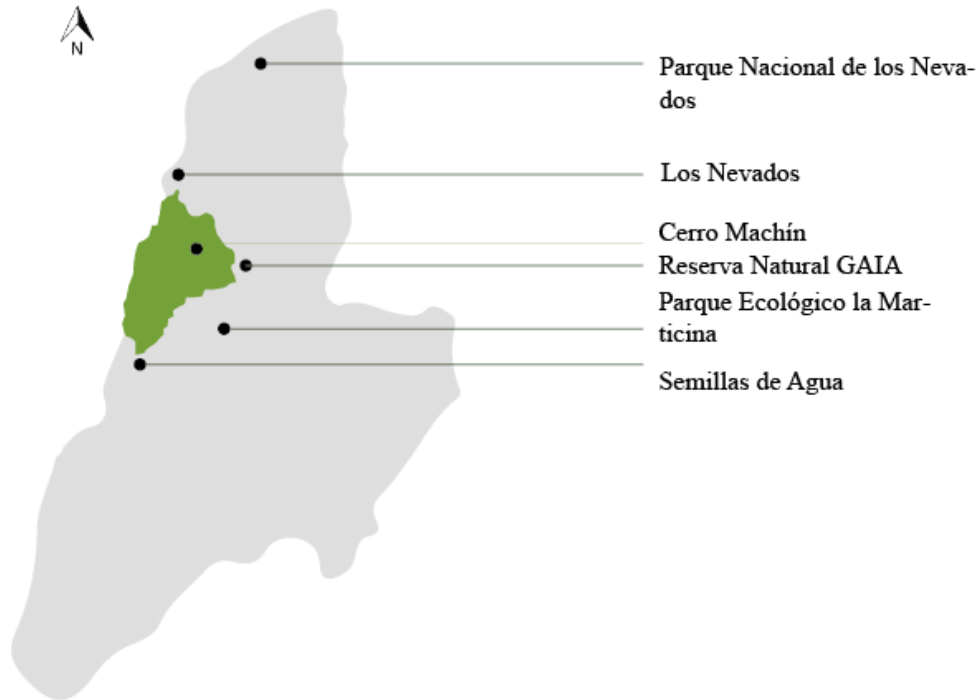 N
Parque Nacional de los Neva-
dos
Los Nevados
Cerro Machín
Reserva Natural GAIA
Parque Ecológico la Mar-
ticina
Semillas de Agua